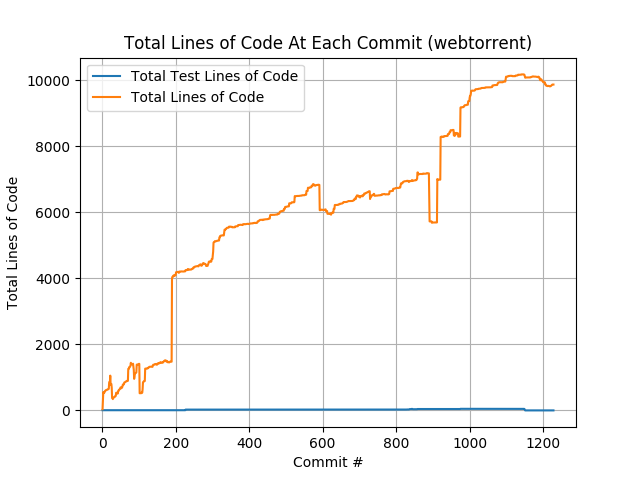 Total Lines of Code At Each Commit (webtorrent)
Total Test Lines of Code
Total Lines of Code
Total Lines of Code
10000
8000
6000
4000
2000
0
0 200 400 600 800 1000 1200
Commit #